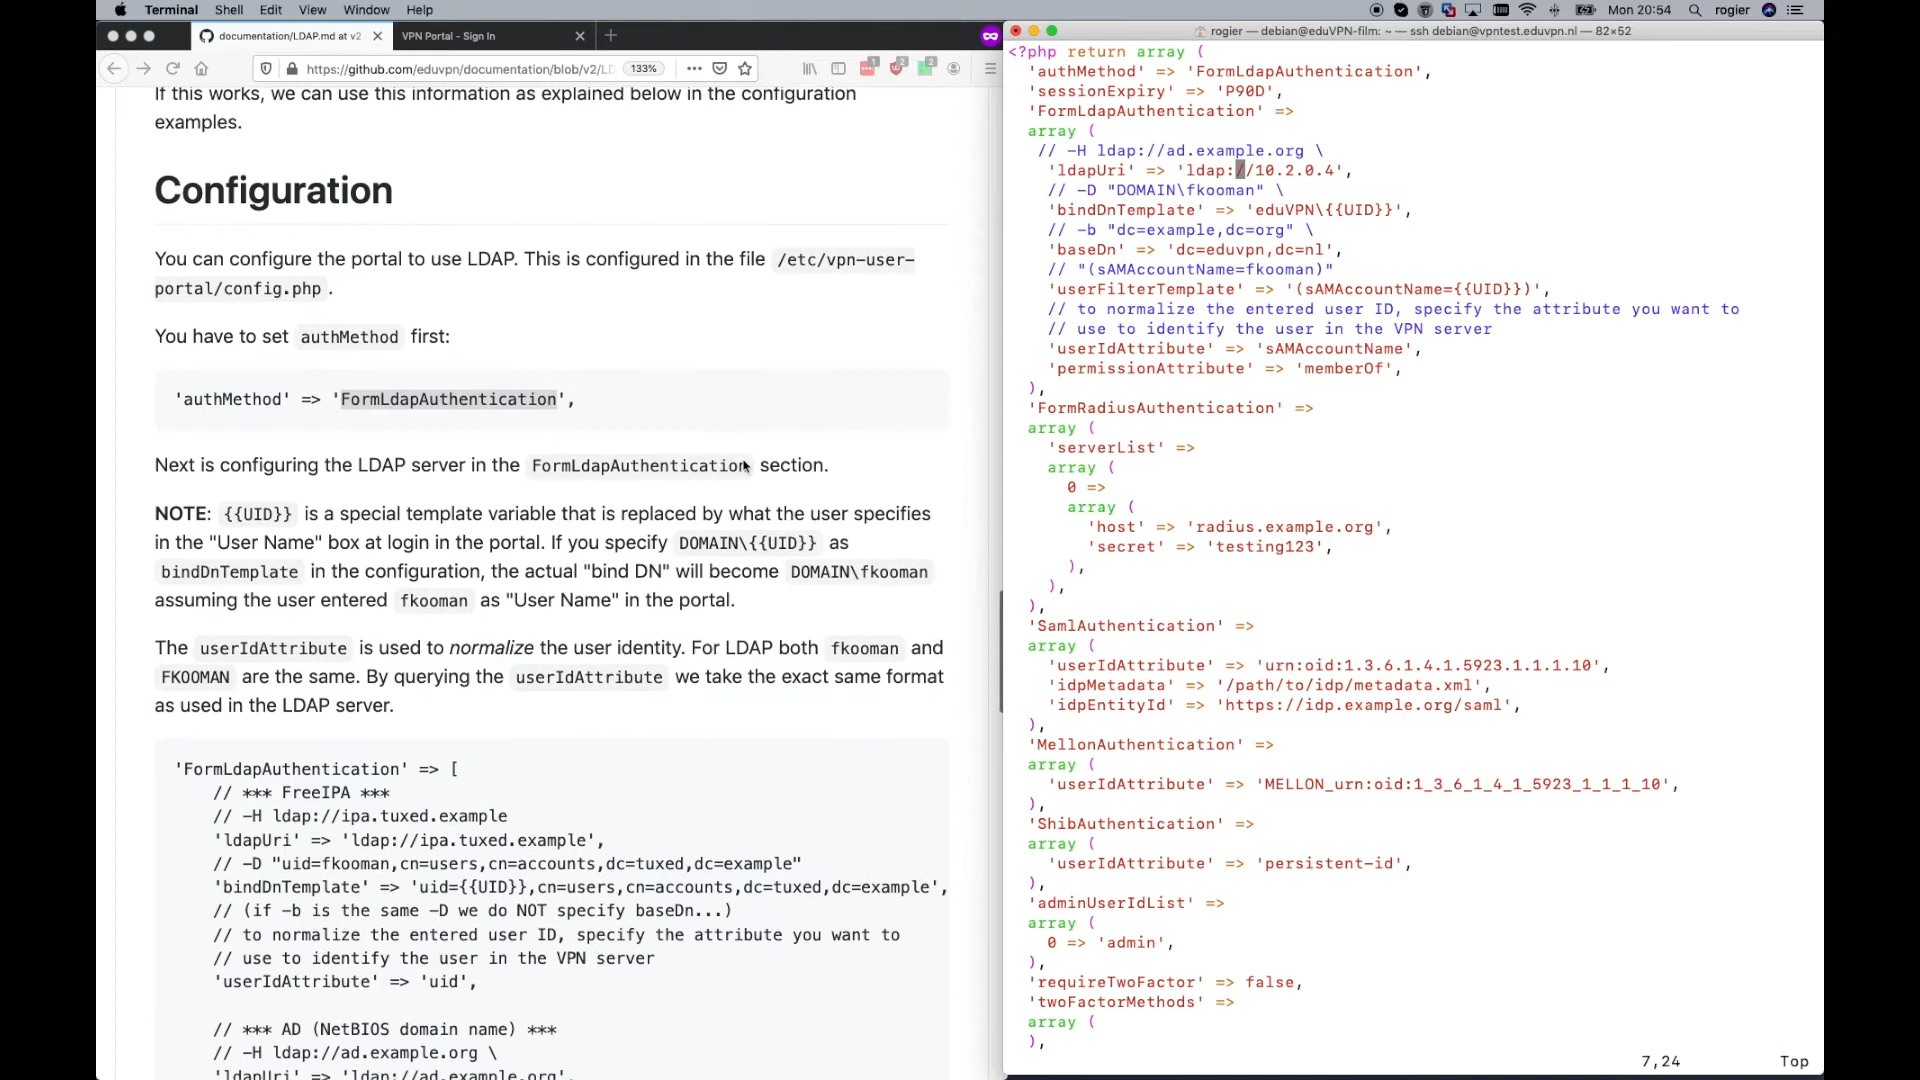 Terminal Shell Edit View Window Help
Mon 20:54 rogier
documentation/LDAP.md at v2
VPN Portal - Sign In
https://github.com/eduvpn/documentation/blob/v2/LD
133%
1 2 2
If this works, we can use this information as explained below in the configuration
examples.
Configuration
You can configure the portal to use LDAP. This is configured in the file /etc/vpn-user-
portal/config.php .
You have to set authMethod first:
'authMethod' => 'FormLdapAuthentication',
Next is configuring the LDAP server in the FormLdapAuthentication section.
NOTE: {{UID}} is a special template variable that is replaced by what the user specifies
in the "User Name" box at login in the portal. If you specify DOMAIN\{{UID}} as
bindDnTemplate in the configuration, the actual "bind DN" will become DOMAIN\fkooman
assuming the user entered fkooman as "User Name" in the portal.
The userIdAttribute is used to normalize the user identity. For LDAP both fkooman and
FKOOMAN are the same. By querying the userIdAttribute we take the exact same format
as used in the LDAP server.
'FormLdapAuthentication' => [
// *** FreeIPA ***
// -H ldap://ipa.tuxed.example
'ldapUri' => 'ldap://ipa.tuxed.example',
// -D "uid=fkooman,cn=users,cn=accounts,dc=tuxed,dc=example"
'bindDnTemplate' => 'uid={{UID}},cn=users,cn=accounts,dc=tuxed,dc=example',
// (if -b is the same -D we do NOT specify baseDn...)
// to normalize the entered user ID, specify the attribute you want to
// use to identify the user in the VPN server
'userIdAttribute' => 'uid',
// *** AD (NetBIOS domain name) ***
// -H ldap://ad.example.org \
'ldapUri' => 'ldap://ad.example.org',
rogier — debian@eduVPN-film: ~ — ssh debian@vpntest.eduvpn.nl — 82×52
<?php return array (
'authMethod' => 'FormLdapAuthentication',
'sessionExpiry' => 'P90D',
'FormLdapAuthentication' =>
array (
// -H ldap://ad.example.org \
'ldapUri' => 'ldap://10.2.0.4',
// -D "DOMAIN\fkooman" \
'bindDnTemplate' => 'eduVPN\{{UID}}',
// -b "dc=example,dc=org" \
'baseDn' => 'dc=eduvpn,dc=nl',
// "(sAMAccountName=fkooman)"
'userFilterTemplate' => '(sAMAccountName={{UID}})',
// to normalize the entered user ID, specify the attribute you want to
// use to identify the user in the VPN server
'userIdAttribute' => 'sAMAccountName',
'permissionAttribute' => 'memberOf',
),
'FormRadiusAuthentication' =>
array (
'serverList' =>
array (
0 =>
array (
'host' => 'radius.example.org',
'secret' => 'testing123',
),
),
),
'SamlAuthentication' =>
array (
'userIdAttribute' => 'urn:oid:1.3.6.1.4.1.5923.1.1.1.10',
'idpMetadata' => '/path/to/idp/metadata.xml',
'idpEntityId' => 'https://idp.example.org/saml',
),
'MellonAuthentication' =>
array (
'userIdAttribute' => 'MELLON_urn:oid:1_3_6_1_4_1_5923_1_1_1_10',
),
'ShibAuthentication' =>
array (
'userIdAttribute' => 'persistent-id',
),
'adminUserIdList' =>
array (
0 => 'admin',
),
'requireTwoFactor' => false,
'twoFactorMethods' =>
array (
),
7,24 Top